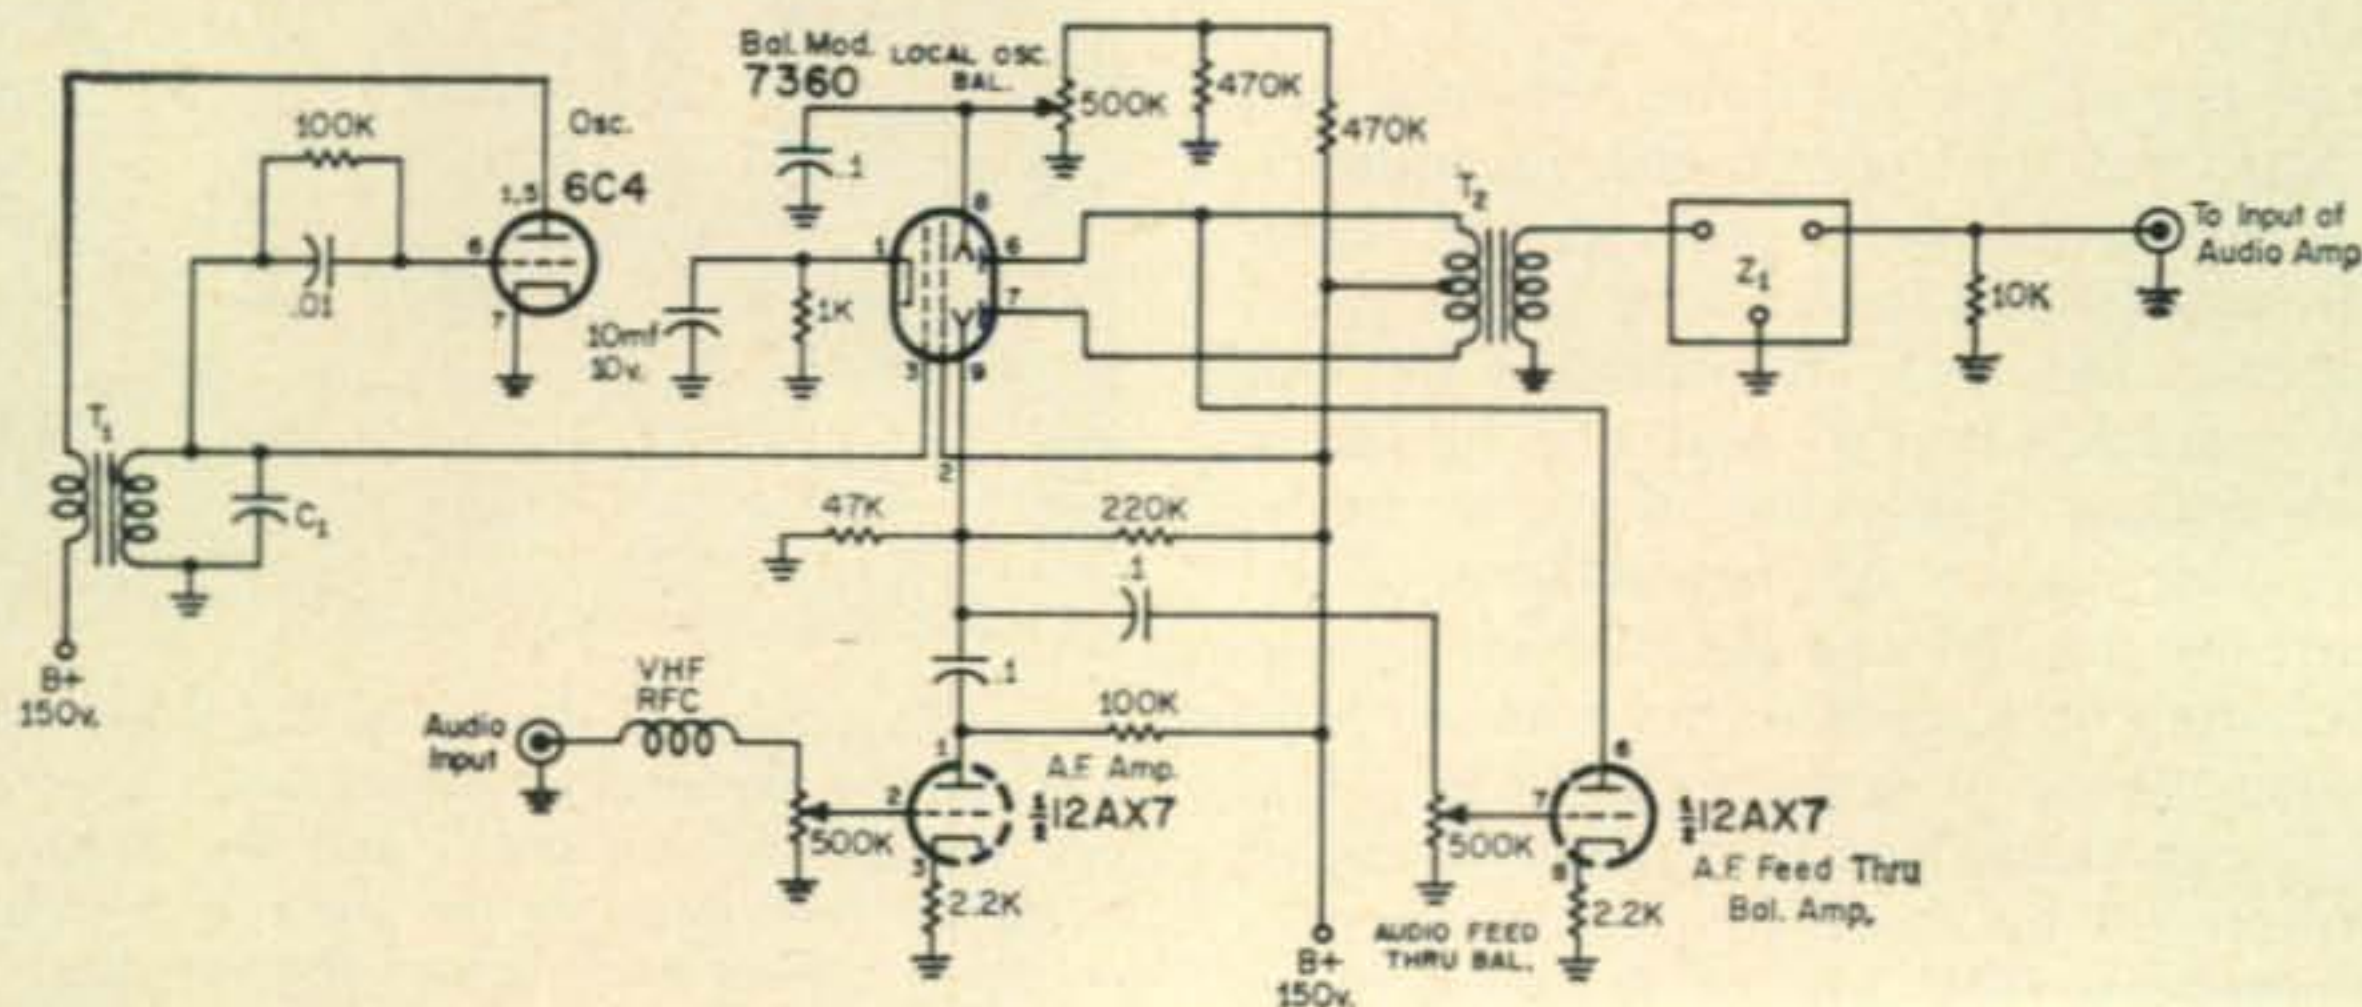 Bal. Mod.
7360
LOCAL OSC.
BAL.
500K
470K
470K
100K
Osc.
6C4
1,5
6
7
.01
.1
8
1
6
7
3
9
2
10mf
10v.
1K
T2
Z1
10K
To Input of
Audio Amp
T1
C1
B+
150v.
47K
220K
.1
.1
100K
VHF
RFC
Audio
Input
1
2
3
500K
A.F. Amp.
½12AX7
2.2K
6
7
8
500K
½12AX7
A.F. Feed Thru
Bal. Amp.
2.2K
AUDIO FEED
THRU BAL.
B+
150v.